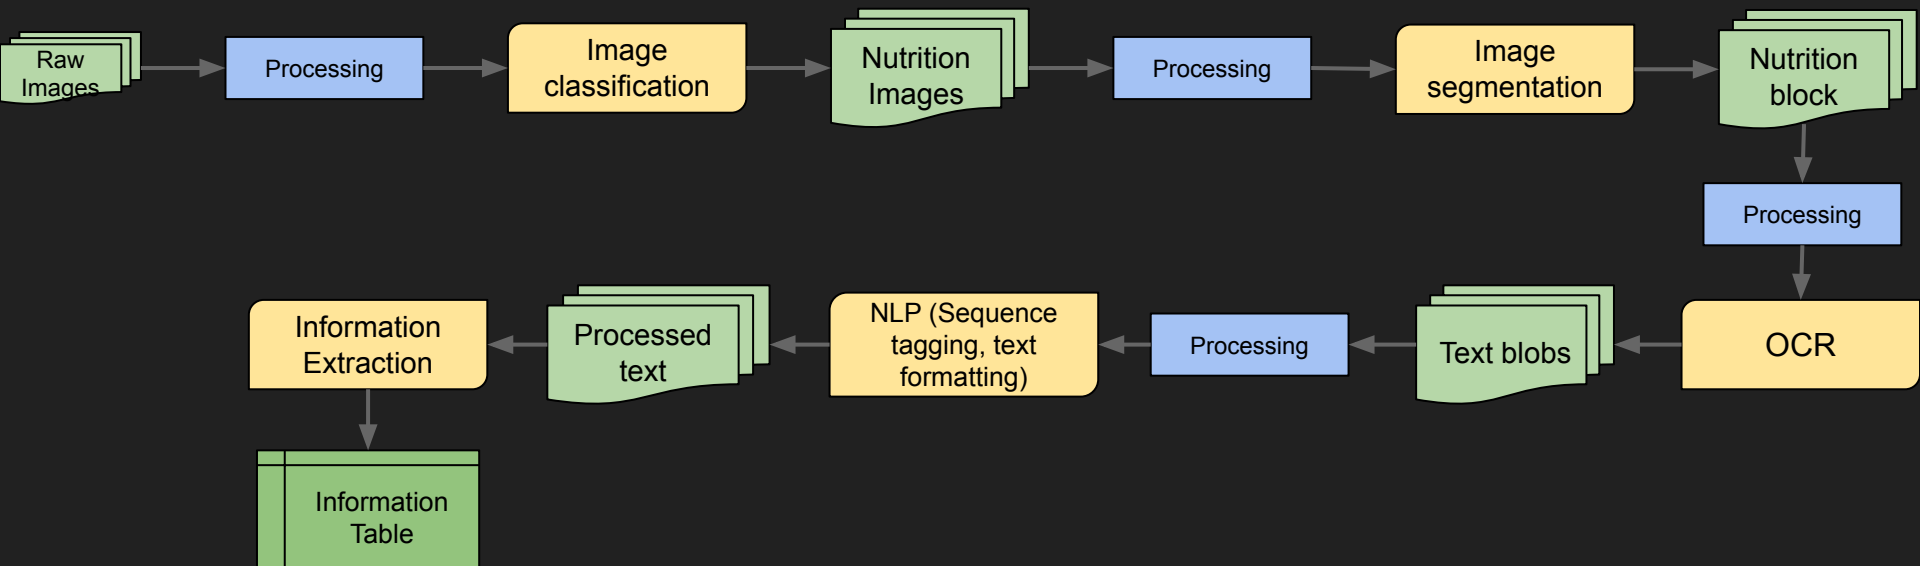 Raw
Images
Processing
Image
classification
Nutrition
Images
Processing
Image
segmentation
Nutrition
block
Processing
OCR
Text blobs
Processing
NLP (Sequence
tagging, text
formatting)
Processed
text
Information
Extraction
Information
Table